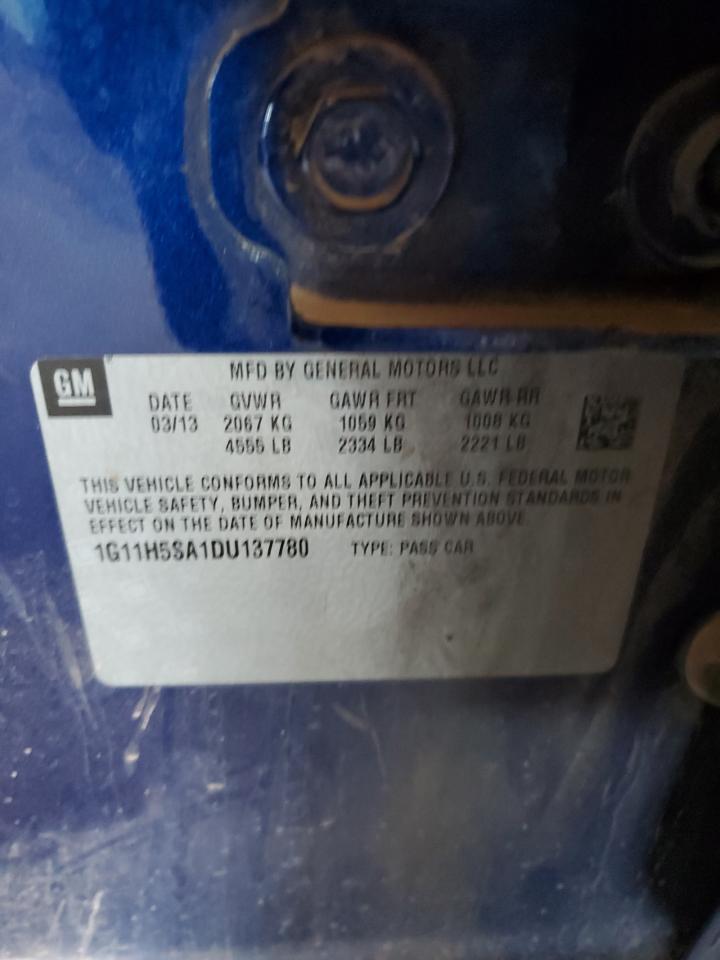 GM
MFD BY GENERAL MOTORS LLC
DATE GVWR GAWR FRT GAWR RR
03/13 2067 KG 1059 KG 1008 KG
4555 LB 2334 LB 2221 LB
THIS VEHICLE CONFORMS TO ALL APPLICABLE U.S. FEDERAL MOTOR
VEHICLE SAFETY, BUMPER, AND THEFT PREVENTION STANDARDS IN
EFFECT ON THE DATE OF MANUFACTURE SHOWN ABOVE.
1G11H5SA1DU137780 TYPE: PASS CAR